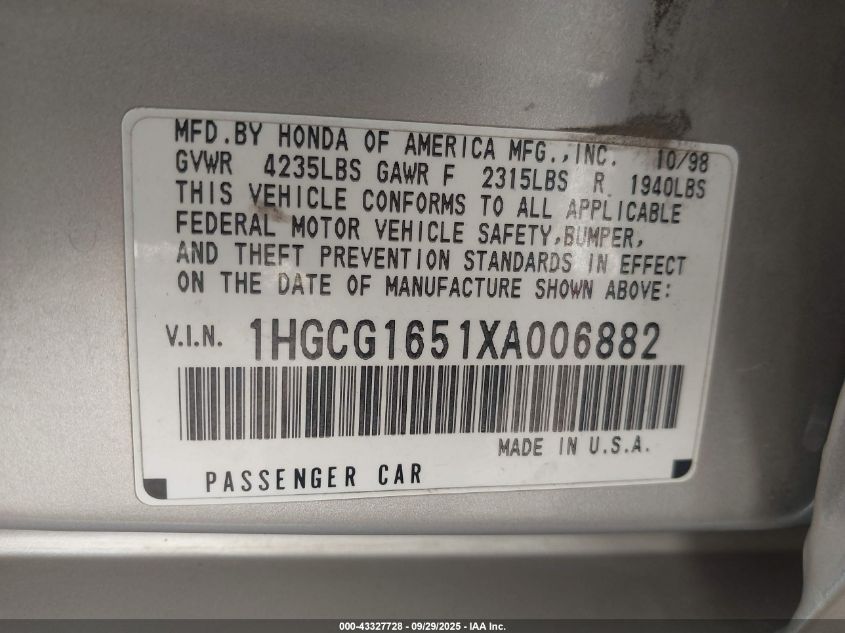 MFD.BY HONDA OF AMERICA MFG.,INC. 10/98
GVWR 4235LBS GAWR F 2315LBS R 1940LBS
THIS VEHICLE CONFORMS TO ALL APPLICABLE
FEDERAL MOTOR VEHICLE SAFETY,BUMPER,
AND THEFT PREVENTION STANDARDS IN EFFECT
ON THE DATE OF MANUFACTURE SHOWN ABOVE:
V.I.N. 1HGCG1651XA006882
MADE IN U.S.A.
PASSENGER CAR
000-43327728 - 09/29/2025 - IAA Inc.